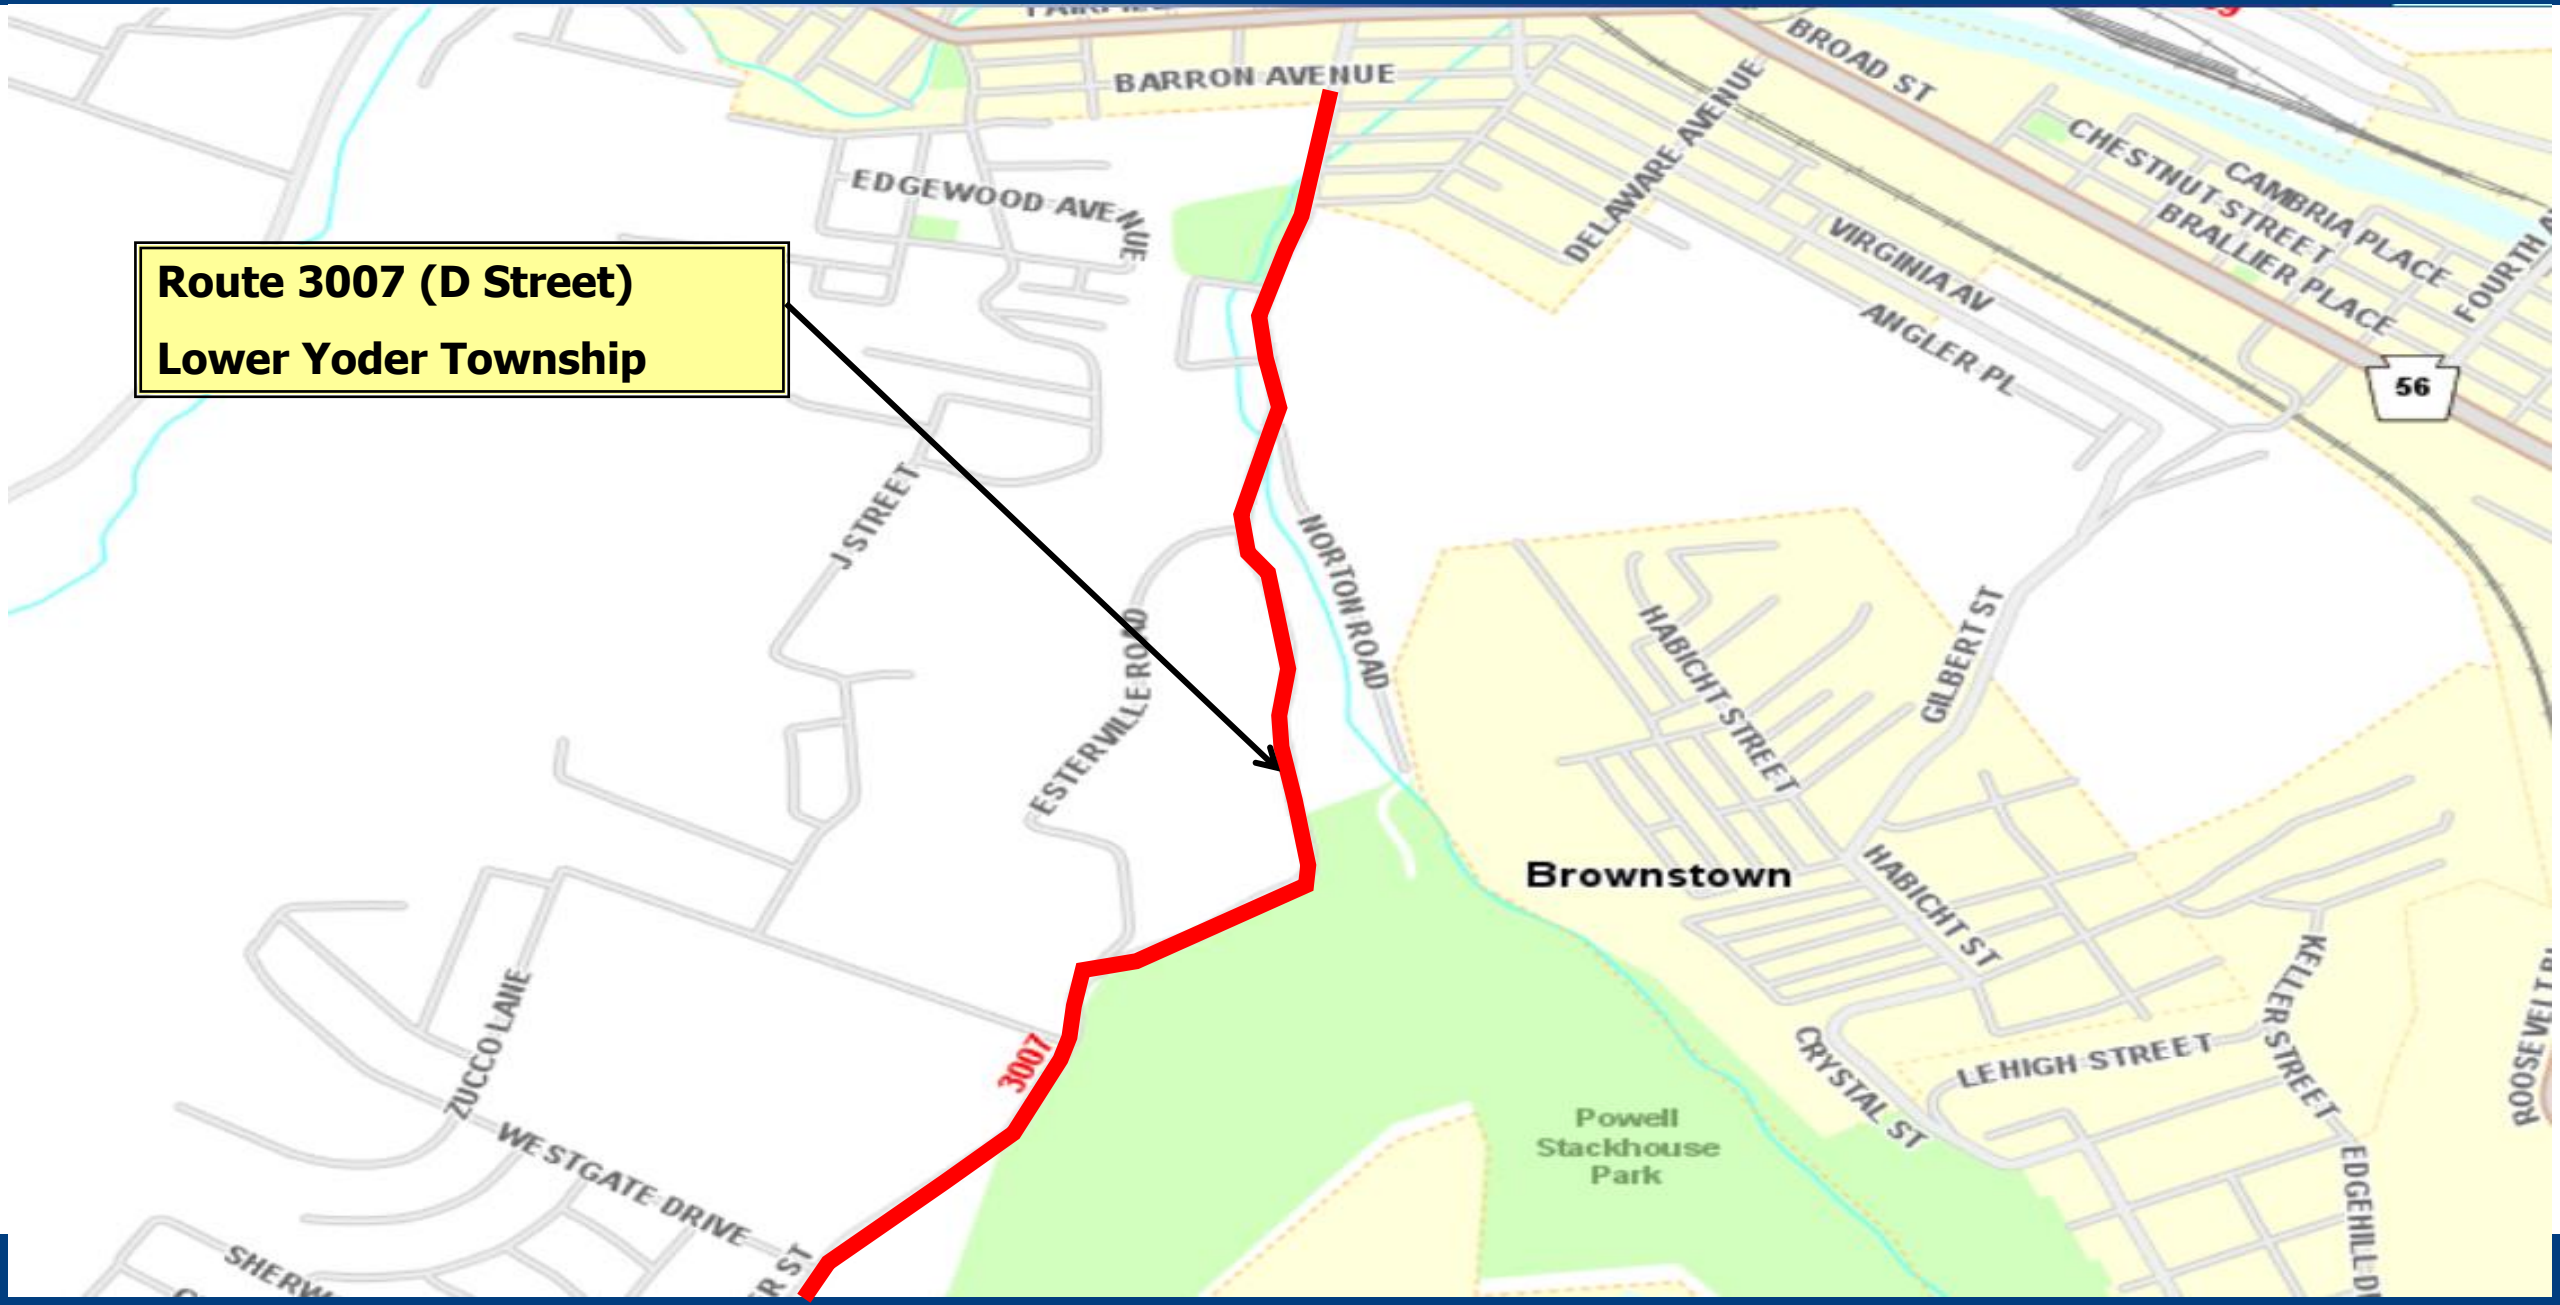 BROAD ST
BARRON AVENUE
DELAWARE AVENUE
CHESTNUT STREET
CAMBRIA PLACE
BRALLIER PLACE
EDGEWOOD AVENUE
VIRGINIA AV
FOURTH
Route 3007 (D Street)
Lower Yoder Township
ANGLER PL
56
J STREET
NORTON ROAD
ESTERVILLE ROAD
HABICHT STREET
GILBERT ST
Brownstown
HABICHT ST
KELLER STREET
ZUCCO LANE
3007
CRYSTAL ST
LEHIGH STREET
Powell
Stackhouse
Park
WESTGATE DRIVE
EDGEHILL D